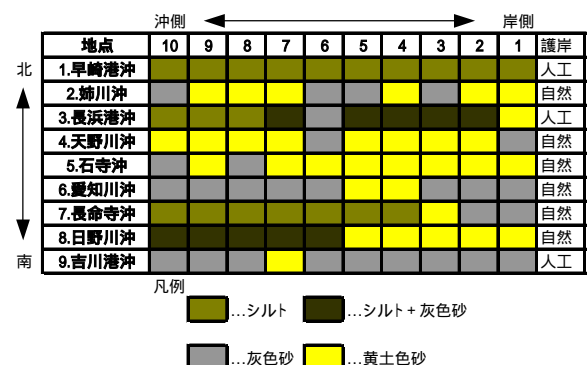 沖側 岸側
地点 10 9 8 7 6 5 4 3 2 1 護岸
北 1.早崎港沖 人工
2.姉川沖 自然
3.長浜港沖 人工
4.天野川沖 自然
5.石寺沖 自然
6.愛知川沖 自然
7.長命寺沖 自然
8.日野川沖 自然
南 9.吉川港沖 人工
凡例
…シルト …シルト+灰色砂
…灰色砂 …黄土色砂